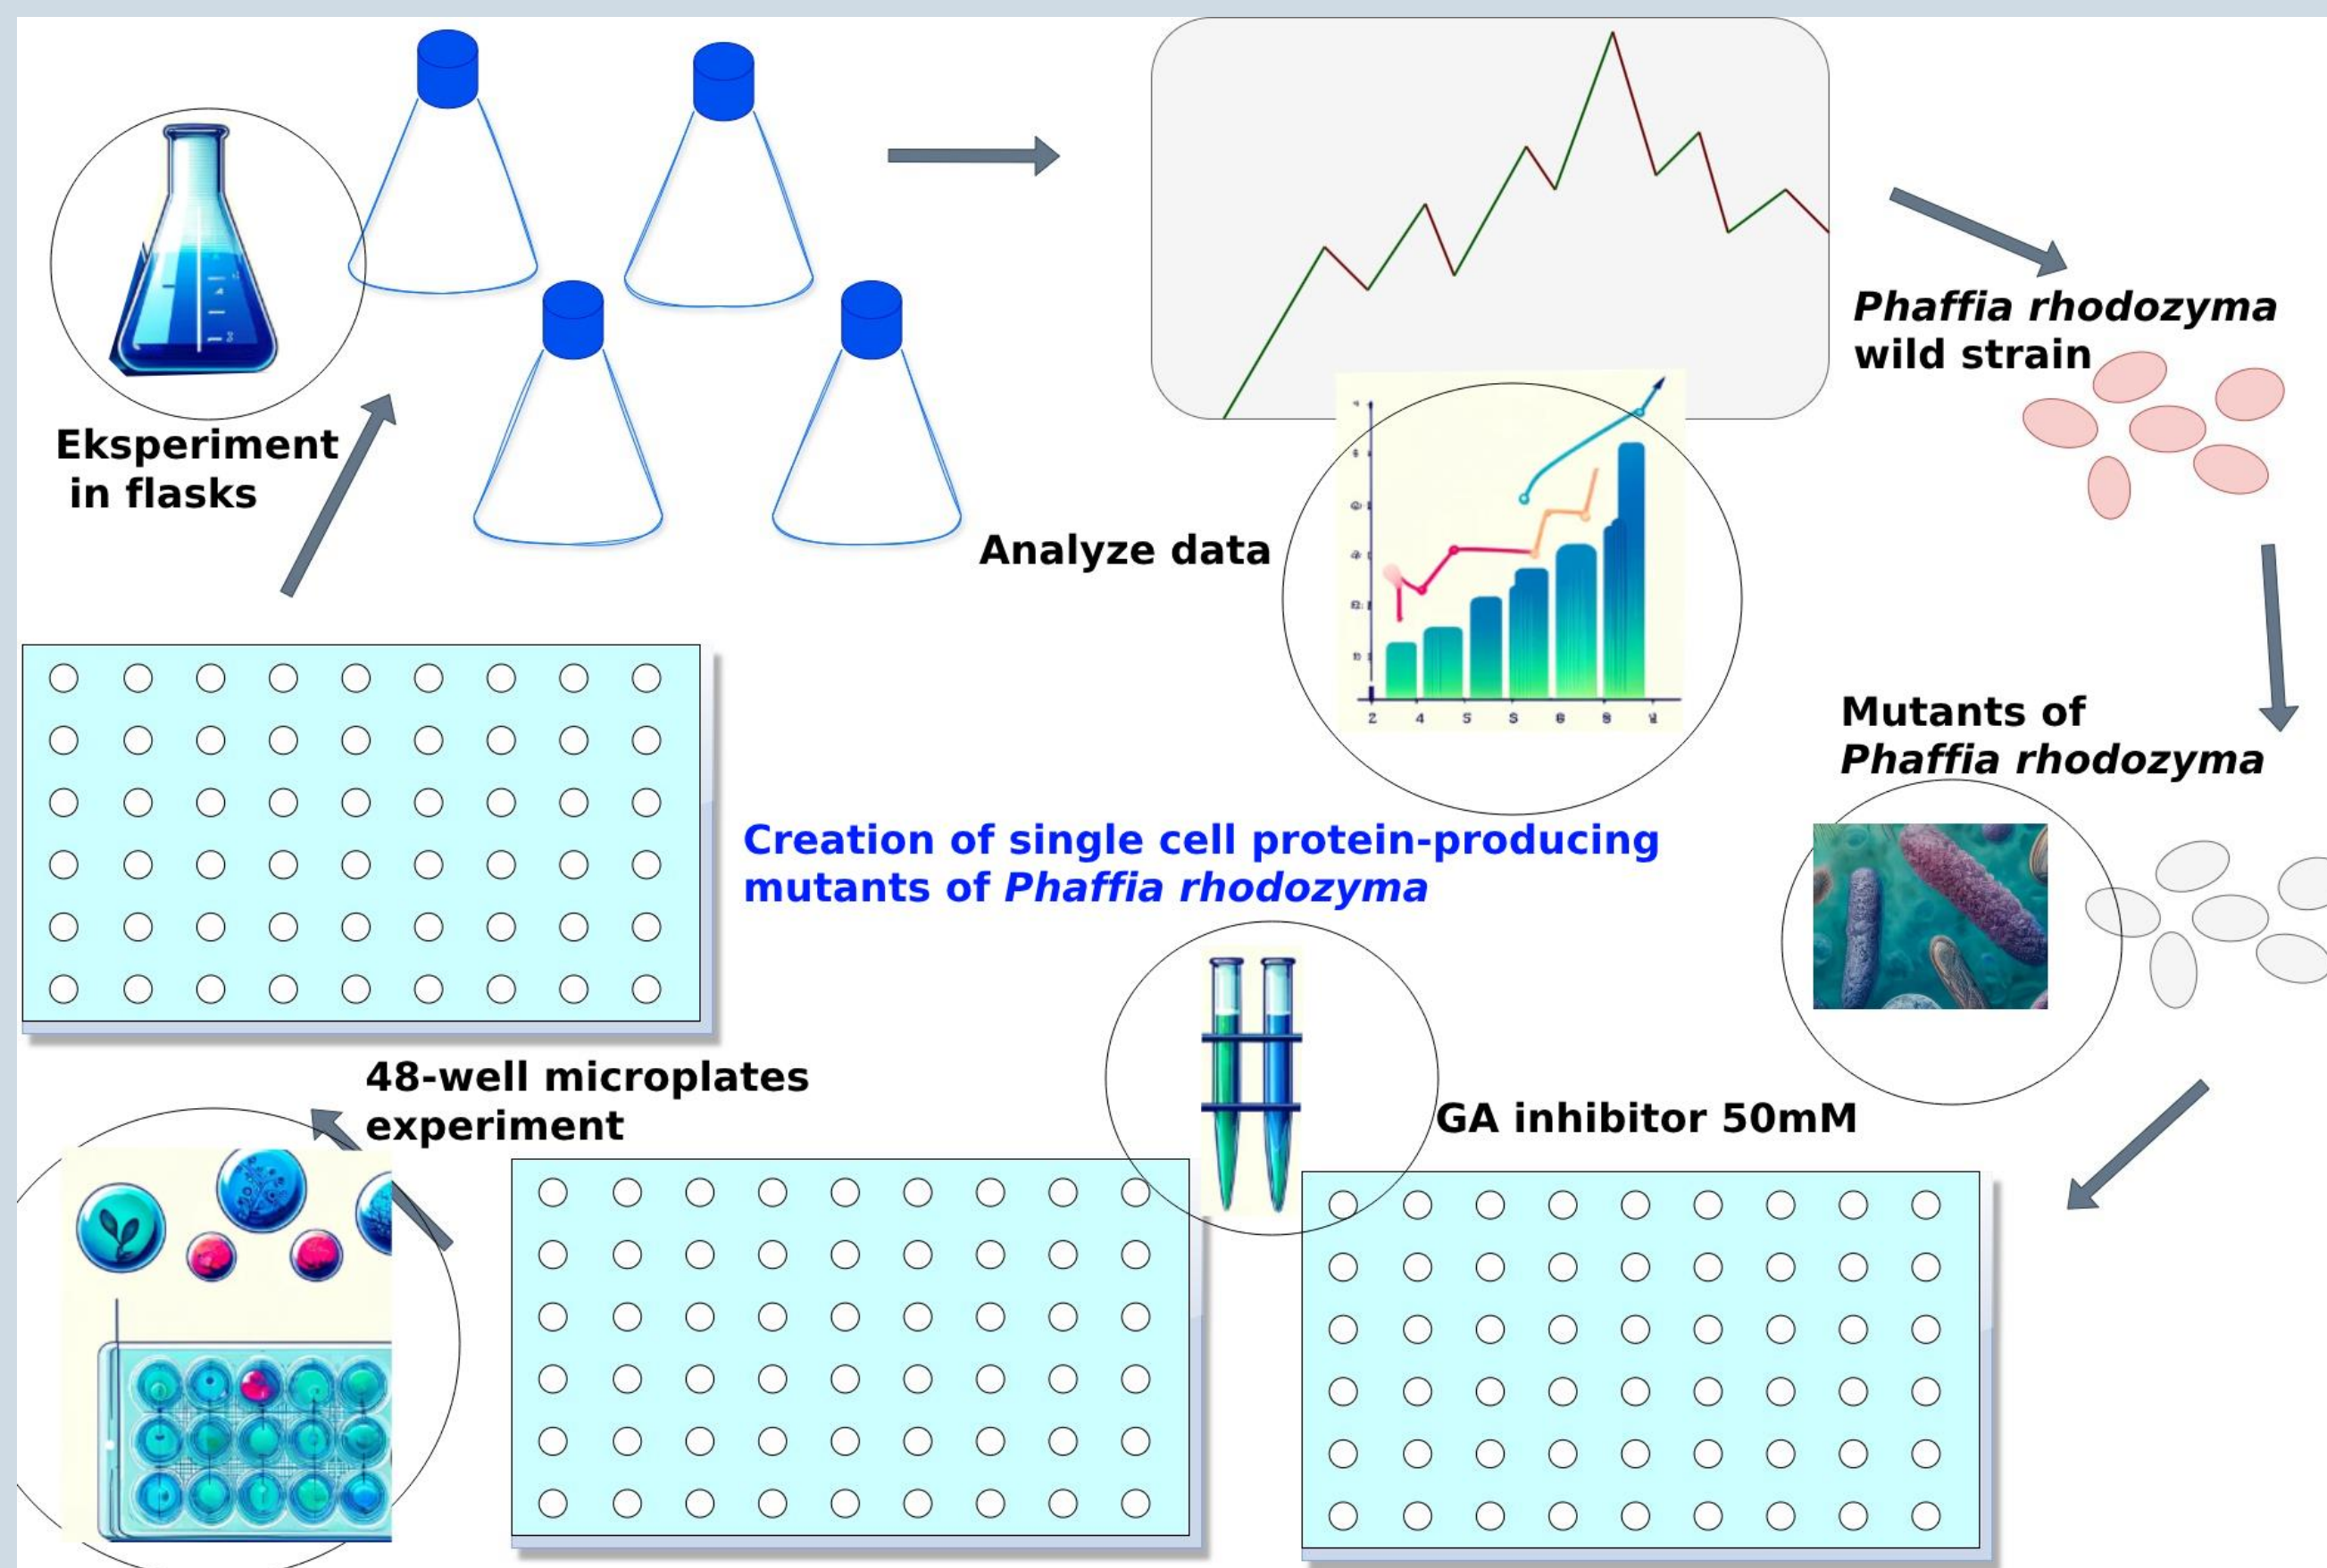 Phaffia rhodozyma
wild strain
Eksperiment
in flasks
Analyze data
Mutants of
Phaffia rhodozyma
Creation of single cell protein-producing
mutants of Phaffia rhodozyma
48-well microplates
experiment
GA inhibitor 50mM